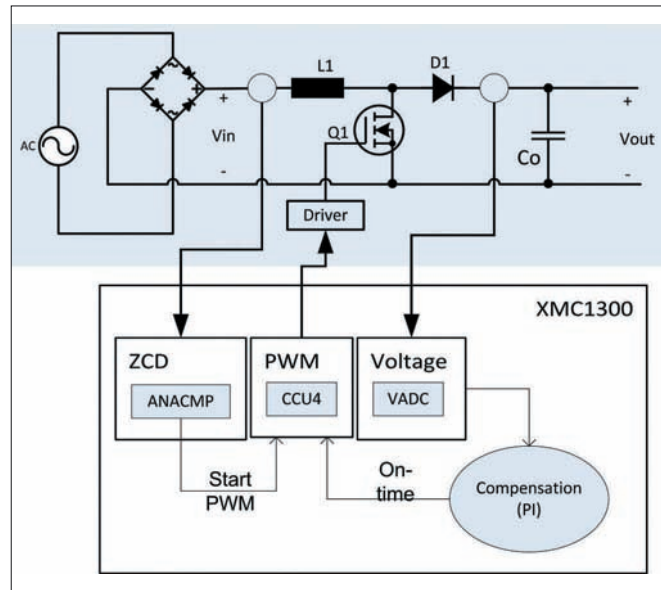 L1
D1
AC
+
Vin
-
Q1
Co
+
Vout
-
Driver
XMC1300
ZCD
ANACMP
PWM
CCU4
Voltage
VADC
Start
PWM
On-
time
Compensation
(PI)